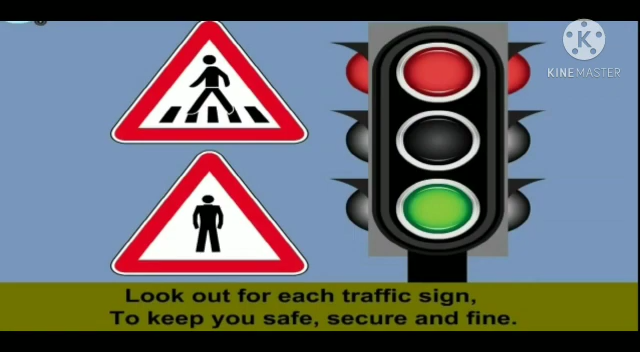 K
KINEMASTER
Look out for each traffic sign,
To keep you safe, secure and fine.